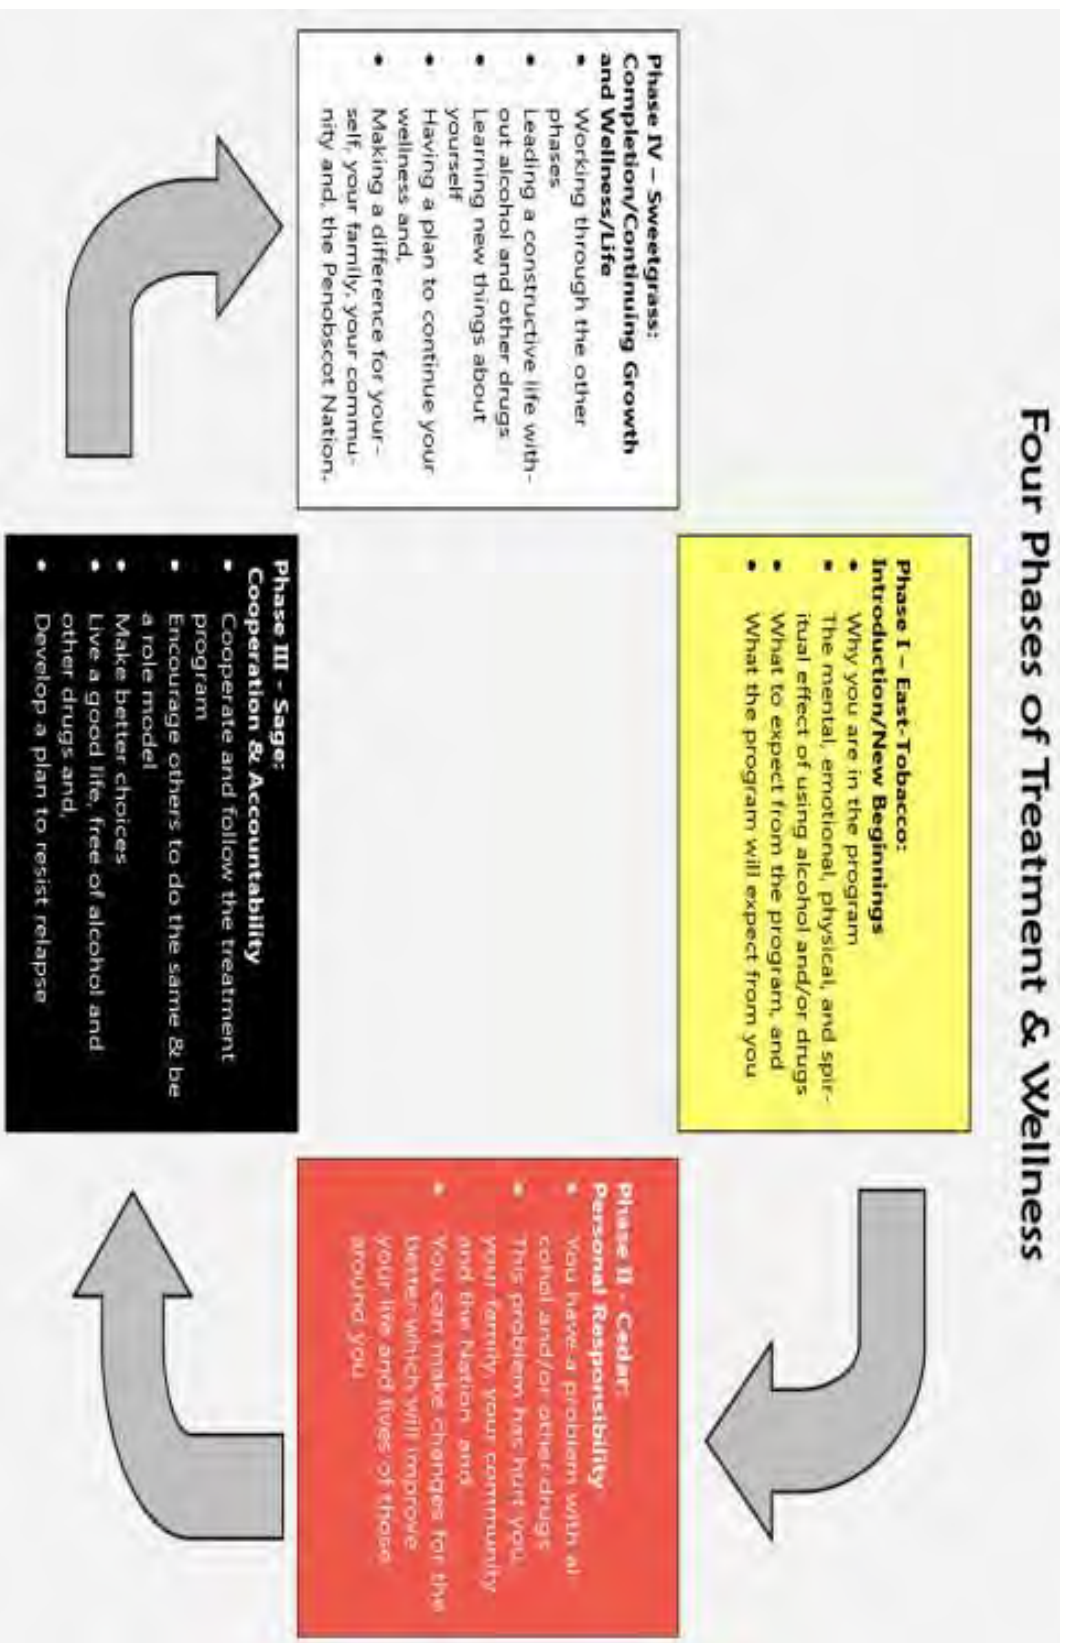 Four Phases of Treatment & Wellness
Phase I – East-Tobacco:
Introduction/New Beginnings
• Why you are in the program
• The mental, emotional, physical, and spir-
itual effect of using alcohol and/or drugs
• What to expect from the program, and
• What the program will expect from you
Phase II - Cedar:
Personal Responsibility
• You have a problem with al-
cohol and/or other drugs
• This problem has hurt you,
your family, your community
and the Nation, and
• You can make changes for the
better which will improve
your life and lives of those
around you
Phase III - Sage:
Cooperation & Accountability
• Cooperate and follow the treatment
program
• Encourage others to do the same & be
a role model
• Make better choices
• Live a good life, free of alcohol and
other drugs and,
• Develop a plan to resist relapse
Phase IV – Sweetgrass:
Completion/Continuing Growth
and Wellness/Life
• Working through the other
phases
• Leading a constructive life with-
out alcohol and other drugs
• Learning new things about
yourself
• Having a plan to continue your
wellness and,
• Making a difference for your-
self, your family, your commu-
nity and, the Penobscot Nation.